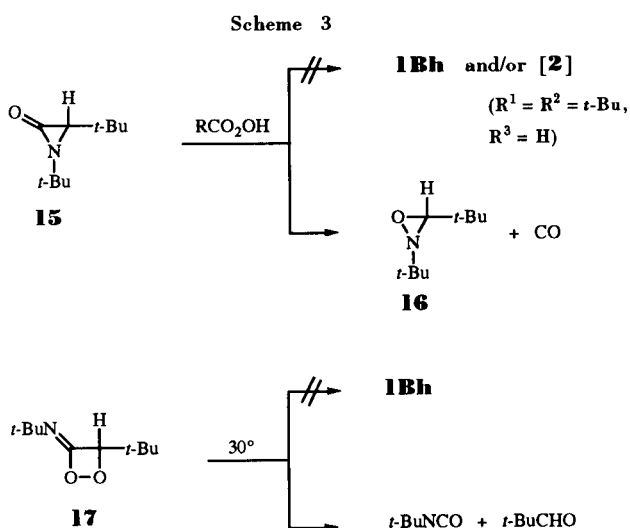 Scheme 3
1Bh and/or [2]
(R¹ = R² = t-Bu,
R³ = H)
O H
t-Bu
N
t-Bu
15
RCO₂OH
H
O t-Bu + CO
N
t-Bu
16
1Bh
t-BuN H
t-Bu
O-O
17
30°
t-BuNCO + t-BuCHO